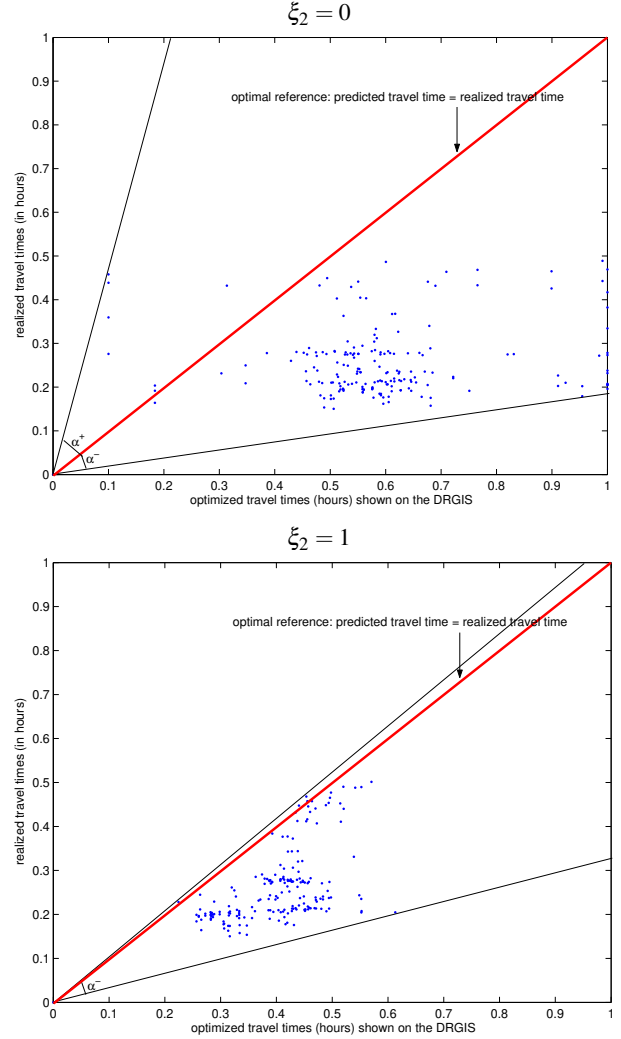 ξ₂ = 0
1
0.9
0.8
0.7
0.6
0.5
0.4
0.3
0.2
0.1
0
realized travel times (in hours)
optimal reference: predicted travel time = realized travel time
α⁺
α⁻
0 0.1 0.2 0.3 0.4 0.5 0.6 0.7 0.8 0.9 1
optimized travel times (hours) shown on the DRGIS
ξ₂ = 1
1
0.9
0.8
0.7
0.6
0.5
0.4
0.3
0.2
0.1
0
realized travel times (in hours)
optimal reference: predicted travel time = realized travel time
α⁻
0 0.1 0.2 0.3 0.4 0.5 0.6 0.7 0.8 0.9 1
optimized travel times (hours) shown on the DRGIS